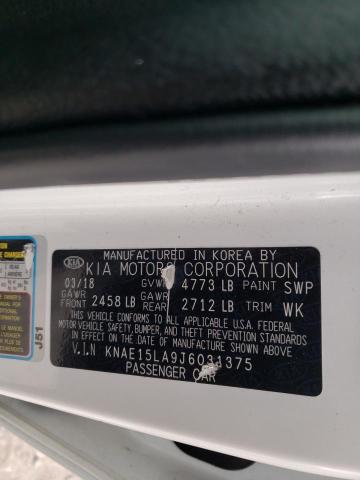 MANUFACTURED IN KOREA BY
KIA KIA MOTORS CORPORATION
03/18 GVWR 4773 LB PAINT SWP
GAWR FRONT 2458 LB GAWR 2712 LB TRIM WK
THIS VEHICLE CONFORMS TO ALL APPLICABLE U.S.A. FEDERAL
MOTOR VEHICLE SAFETY, BUMPER, AND THEFT PREVENTION
STANDARDS IN EFFECT ON THE DATE OF MANUFACTURE SHOWN
ABOVE.
V.I.N KNAE15LA9J6031375
PASSENGER CAR
J51
REAR
ARRIERE